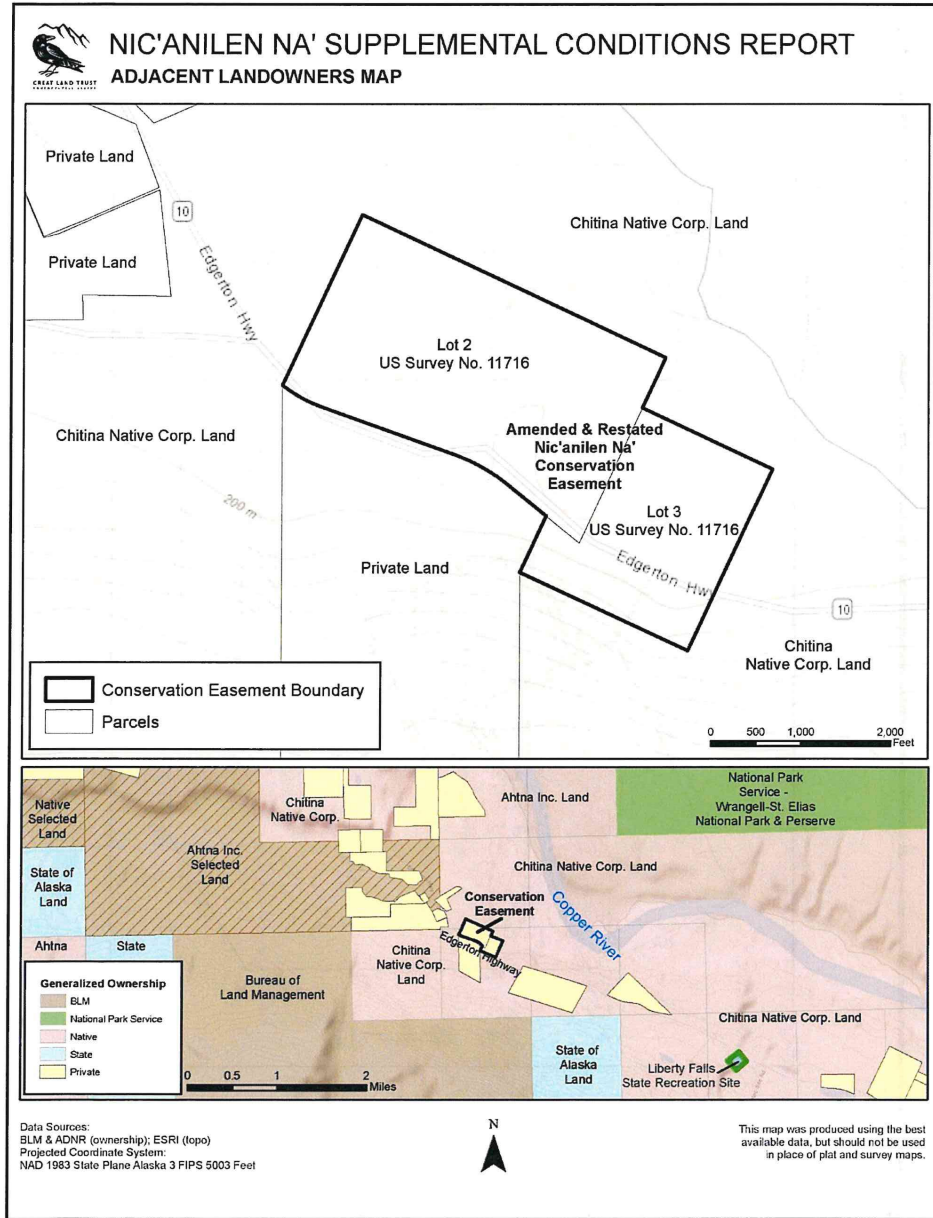 NIC'ANILEN NA' SUPPLEMENTAL CONDITIONS REPORT
ADJACENT LANDOWNERS MAP
GREAT LAND TRUST
Private Land
10
Edgerton Hwy
Private Land
Chitina Native Corp. Land
Lot 2
US Survey No. 11716
Chitina Native Corp. Land
Amended & Restated
Nic'anilen Na'
Conservation
Easement
200 m
Lot 3
US Survey No. 11716
Private Land
Edgerton Hwy
10
Chitina
Native Corp. Land
Conservation Easement Boundary
Parcels
0 500 1,000 2,000
Feet
Native
Selected
Land
Chitina
Native Corp.
Ahtna Inc. Land
National Park
Service -
Wrangell-St. Elias
National Park & Perserve
Ahtna Inc.
Selected
Land
State of
Alaska
Land
Chitina Native Corp. Land
Conservation
Easement
Copper River
Edgerton Highway
Ahtna
State
Chitina
Native Corp.
Land
Bureau of
Land Management
Generalized Ownership
BLM
National Park Service
Native
State
Private
0 0.5 1 2
Miles
State of
Alaska
Land
Chitina Native Corp. Land
Liberty Falls
State Recreation Site
Data Sources:
BLM & ADNR (ownership); ESRI (topo)
Projected Coordinate System:
NAD 1983 State Plane Alaska 3 FIPS 5003 Feet
N
This map was produced using the best
available data, but should not be used
in place of plat and survey maps.